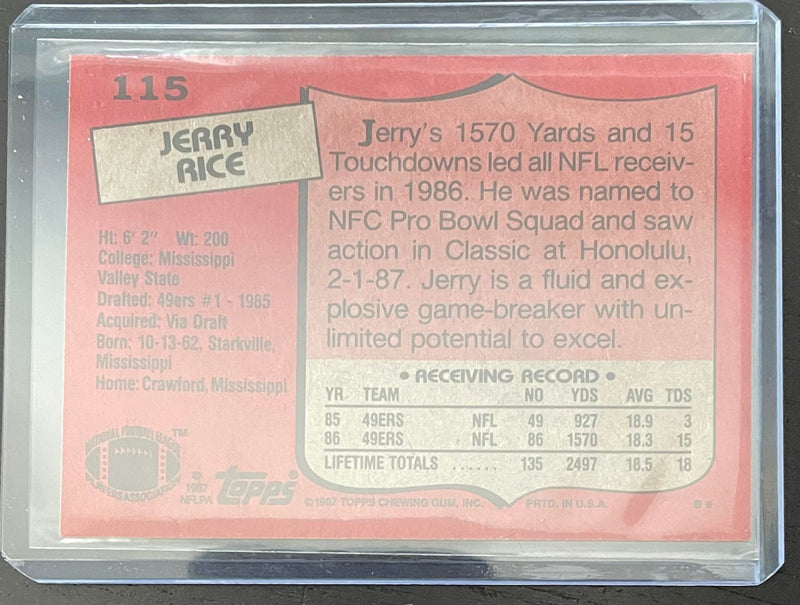 115
JERRY
RICE
Ht: 6' 2" Wt: 200
College: Mississippi
Valley State
Drafted: 49ers #1 - 1985
Acquired: Via Draft
Born: 10-13-62, Starkville,
Mississippi
Home: Crawford, Mississippi
Jerry's 1570 Yards and 15
Touchdowns led all NFL receiv-
ers in 1986. He was named to
NFC Pro Bowl Squad and saw
action in Classic at Honolulu,
2-1-87. Jerry is a fluid and ex-
plosive game-breaker with un-
limited potential to excel.
• RECEIVING RECORD •
YR TEAM NO YDS AVG TDS
85 49ERS NFL 49 927 18.9 3
86 49ERS NFL 86 1570 18.3 15
LIFETIME TOTALS ...... 135 2497 18.5 18
NATIONAL FOOTBALL LEAGUE
PLAYERS ASSOCIATION
™
© 1987
NFLPA
topps®
©1987 TOPPS CHEWING GUM, INC. PRTD. IN U.S.A.